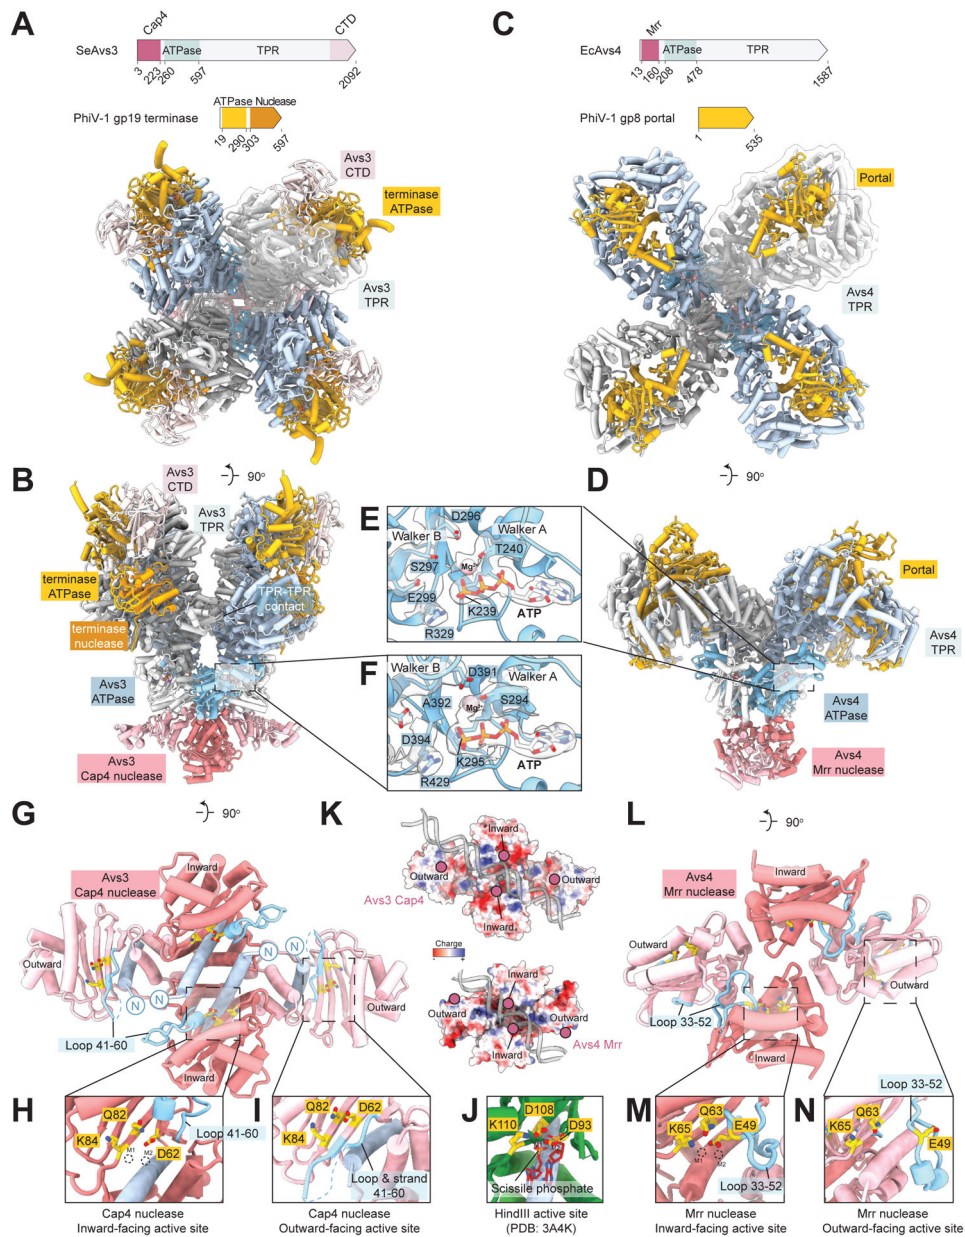 A
Cap4
CTD
SeAvs3
ATPase
TPR
3
223
260
597
2092
ATPase Nuclease
PhiV-1 gp19 terminase
19
290
303
597
Avs3
CTD
terminase
ATPase
Avs3
TPR
C
Mrr
EcAvs4
ATPase
TPR
13
160
208
478
1587
PhiV-1 gp8 portal
1
535
Portal
Avs4
TPR
B
90°
Avs3
CTD
Avs3
TPR
terminase
ATPase
TPR-TPR
contact
terminase
nuclease
Avs3
ATPase
Avs3
Cap4 nuclease
E
D296
Walker B
Walker A
T240
Mg2+
S297
E299
K239
ATP
R329
F
D391
Walker B
Walker A
A392
S294
Mg2+
D394
K295
ATP
R429
D
90°
Portal
Avs4
TPR
Avs4
ATPase
Avs4
Mrr nuclease
G
90°
Avs3
Cap4 nuclease
Inward
Outward
N
N
N
N
Outward
Loop 41-60
Inward
K
Inward
Outward
Outward
Avs3 Cap4
Inward
Charge
-
+
Inward
Outward
Outward
Inward
Avs4 Mrr
L
90°
Avs4
Mrr nuclease
Inward
Outward
Outward
Loop 33-52
Inward
Loop 33-52
H
Q82
K84
Loop 41-60
M1
M2
D62
Cap4 nuclease
Inward-facing active site
I
Q82
D62
K84
Loop & strand
41-60
Cap4 nuclease
Outward-facing active site
J
D108
K110
D93
Scissile phosphate
HindIII active site
(PDB: 3A4K)
M
Q63
K65
E49
M1
M2
Loop 33-52
Mrr nuclease
Inward-facing active site
N
Q63
K65
E49
Mrr nuclease
Outward-facing active site